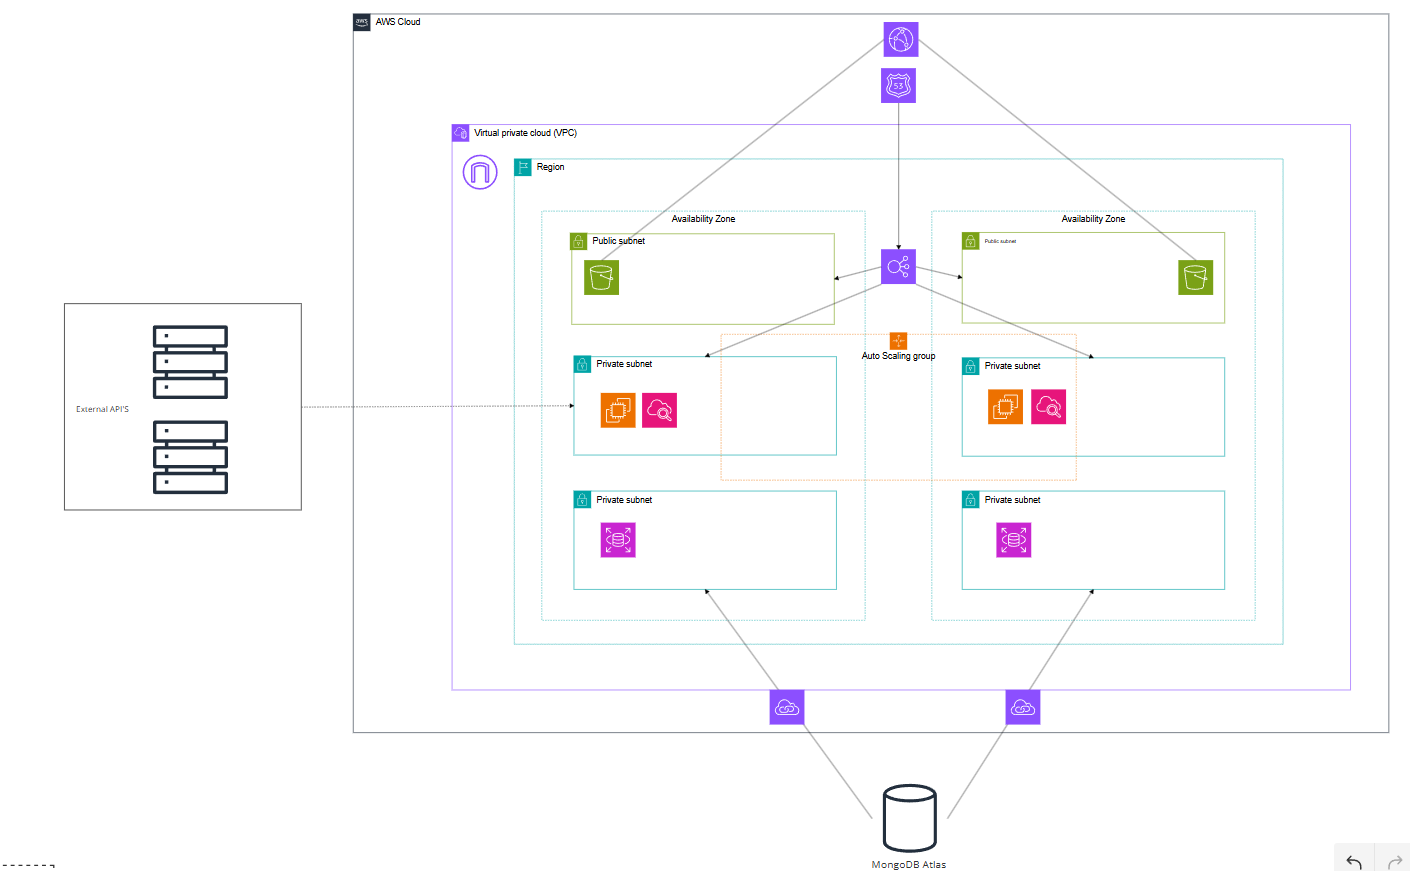 aws
AWS Cloud
53
Virtual private cloud (VPC)
Region
Availability Zone
Availability Zone
Public subnet
Public subnet
Auto Scaling group
Private subnet
Private subnet
External API'S
Private subnet
Private subnet
MongoDB Atlas